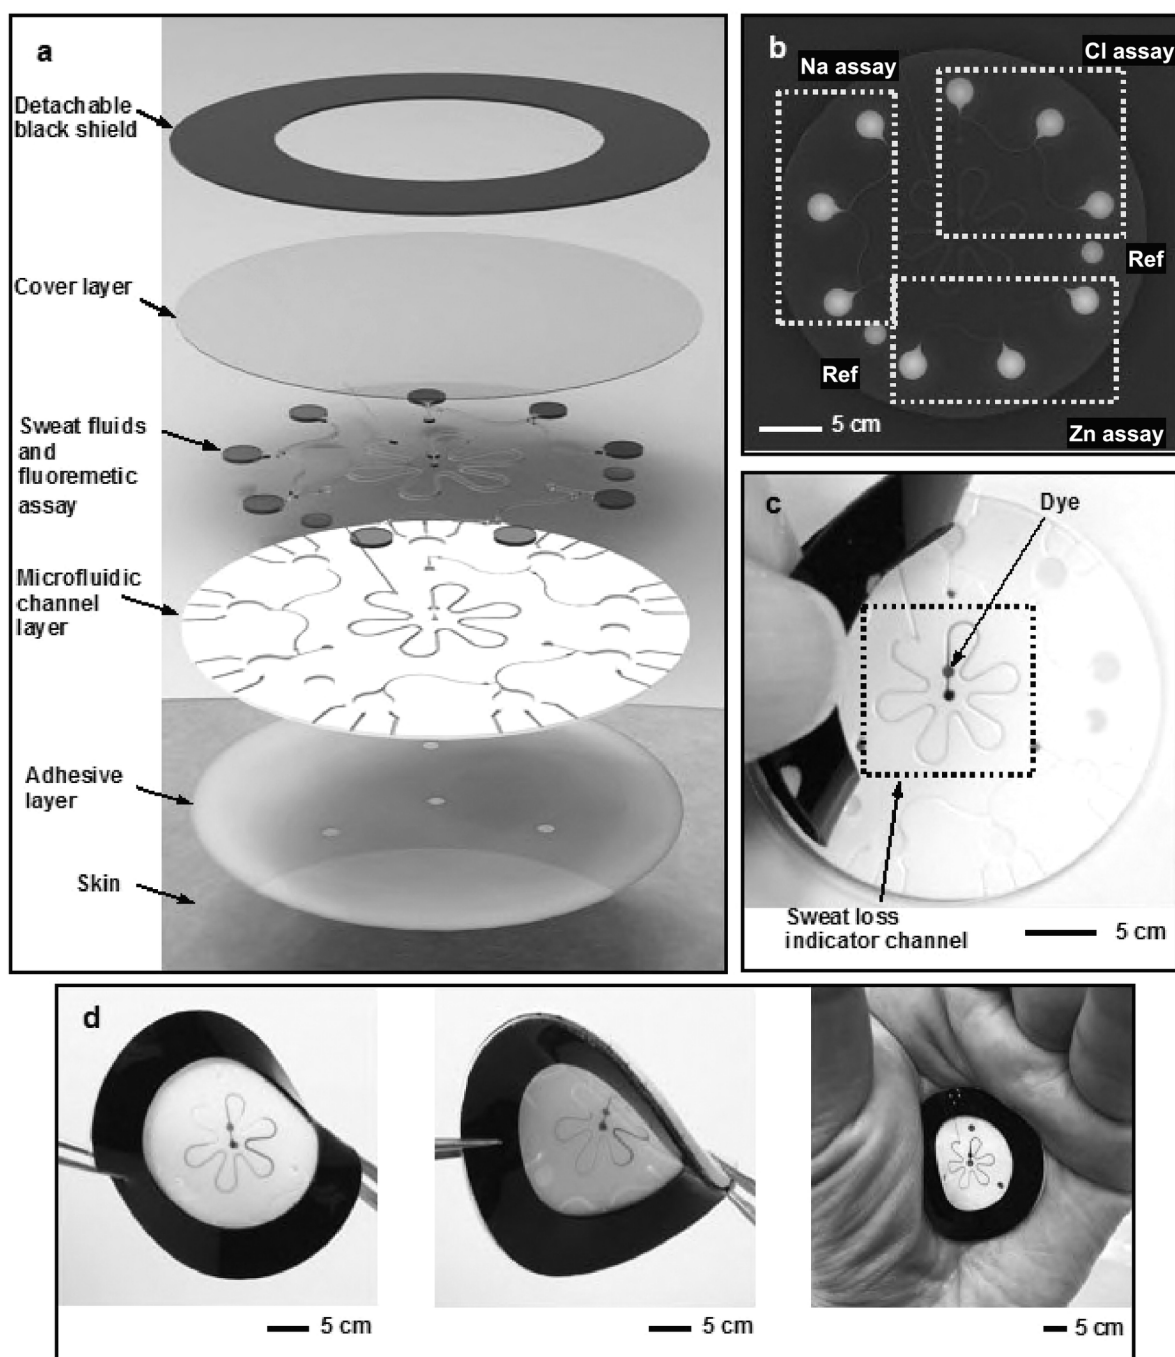 a
Detachable
black shield
Cover layer
Sweat fluids
and
fluoremetic
assay
Microfluidic
channel
layer
Adhesive
layer
Skin
b
Na assay
Cl assay
Ref
Ref
5 cm
Zn assay
c
Dye
Sweat loss
indicator channel
5 cm
d
5 cm
5 cm
5 cm